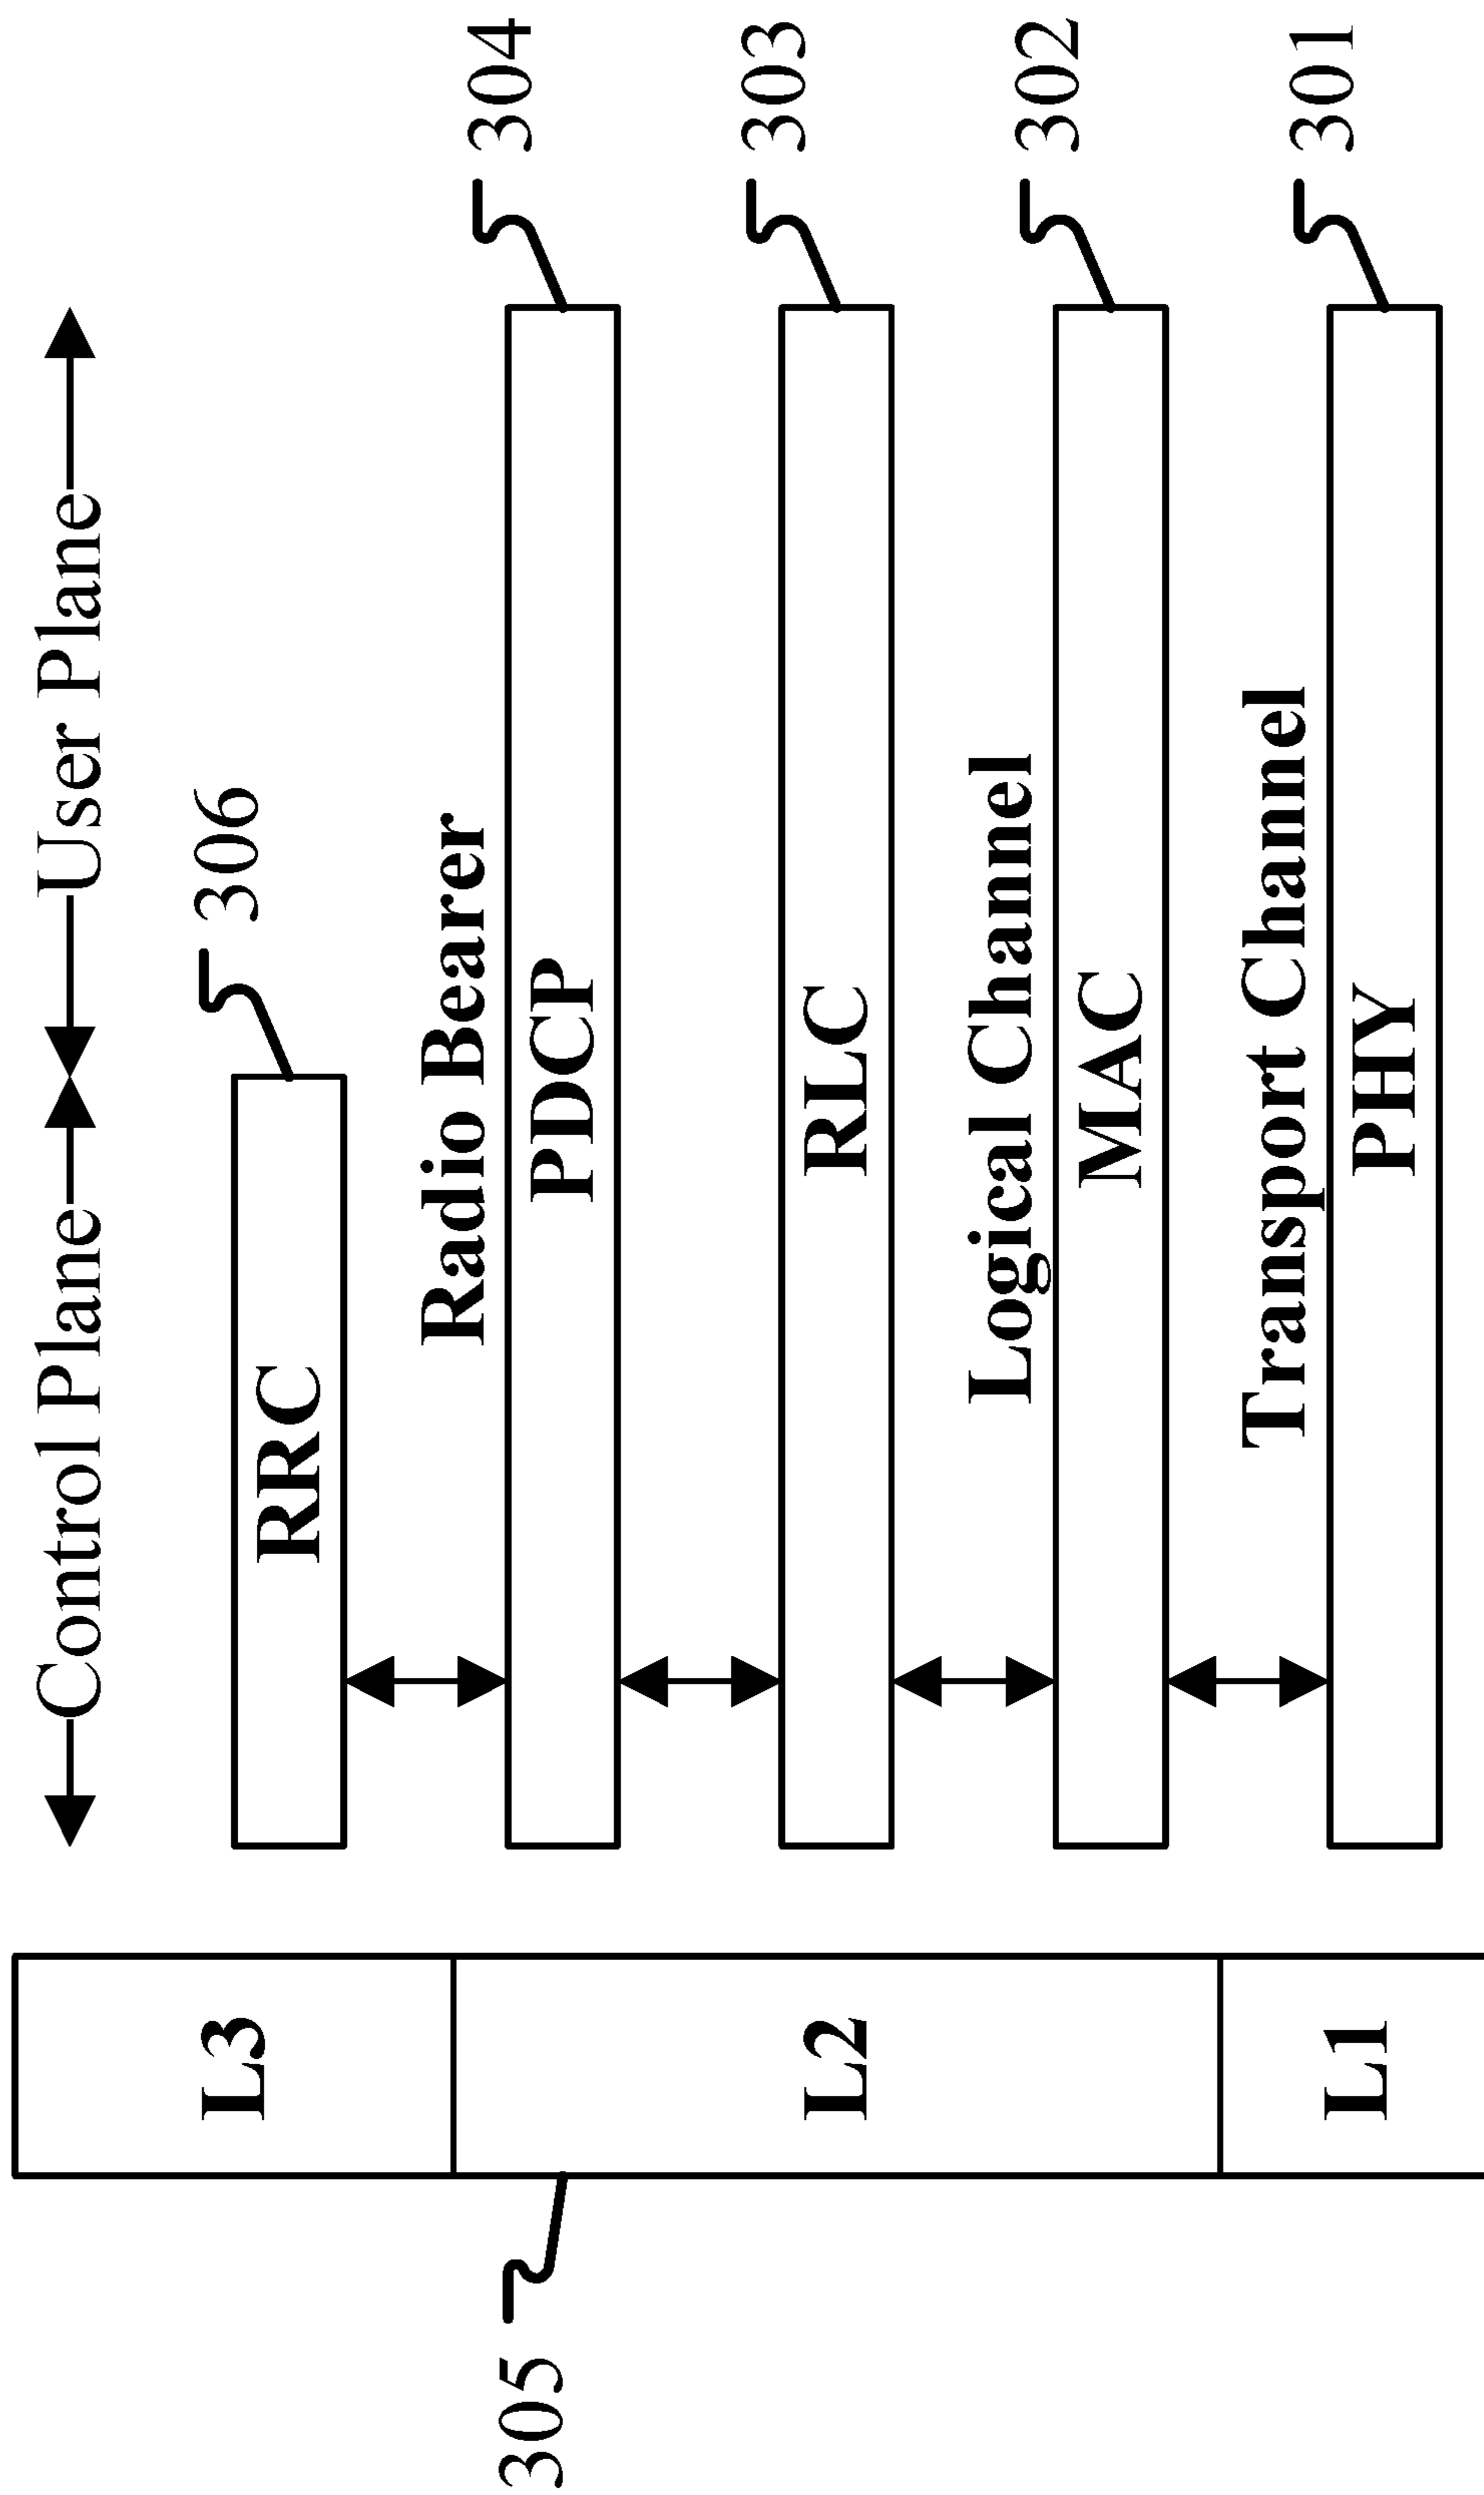 Control Plane
User Plane
306
L3
RRC
Radio Bearer
304
305
PDCP
303
L2
RLC
Logical Channel
302
MAC
Transport Channel
301
L1
PHY